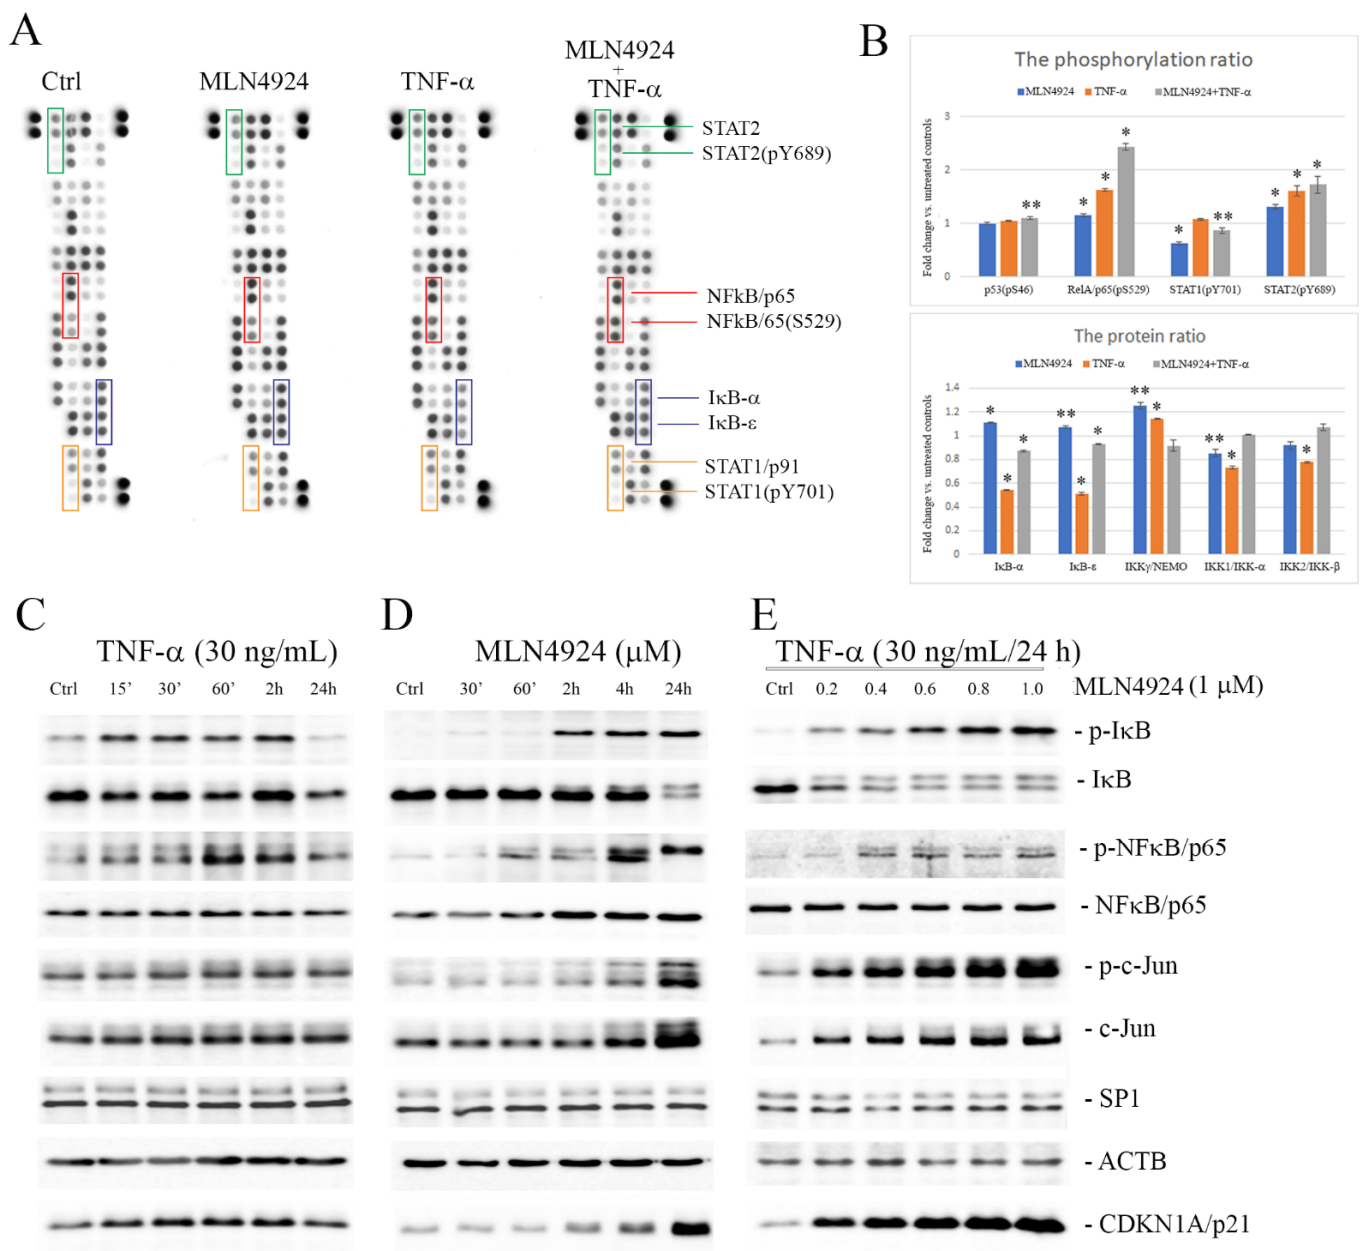 A
Ctrl
MLN4924
TNF-α
MLN4924
+
TNF-α
STAT2
STAT2(pY689)
NFkB/p65
NFkB/65(S529)
IκB-α
IκB-ε
STAT1/p91
STAT1(pY701)
B
The phosphorylation ratio
MLN4924 TNF-α MLN4924+TNF-α
Fold change vs. untreated controls
3
2
1
0
** * * * * ** * * *
p53(pS46) RelA/p65(pS529) STAT1(pY701) STAT2(pY689)
The protein ratio
MLN4924 TNF-α MLN4924+TNF-α
Fold change vs. untreated controls
1.4
1.2
1
0.8
0.6
0.4
0.2
0
* * * ** * * ** * ** * *
IκB-α IκB-ε IKKγ/NEMO IKK1/IKK-α IKK2/IKK-β
C
TNF-α (30 ng/mL)
Ctrl 15’ 30’ 60’ 2h 24h
D
MLN4924 (μM)
Ctrl 30’ 60’ 2h 4h 24h
E
TNF-α (30 ng/mL/24 h)
Ctrl 0.2 0.4 0.6 0.8 1.0 MLN4924 (1 μM)
- p-IκB
- IκB
- p-NFκB/p65
- NFκB/p65
- p-c-Jun
- c-Jun
- SP1
- ACTB
- CDKN1A/p21